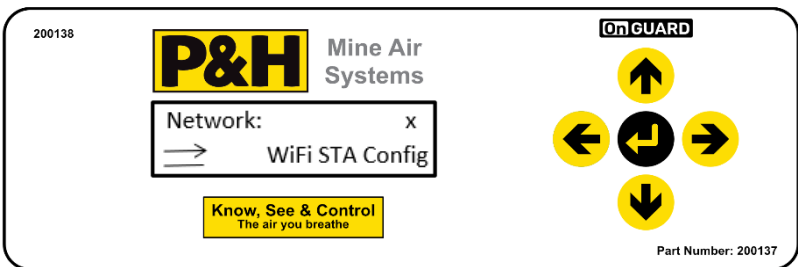 200138
P&H
Mine Air
Systems
Network: x
WiFi STA Config
Know, See & Control
The air you breathe
OnGUARD
Part Number: 200137